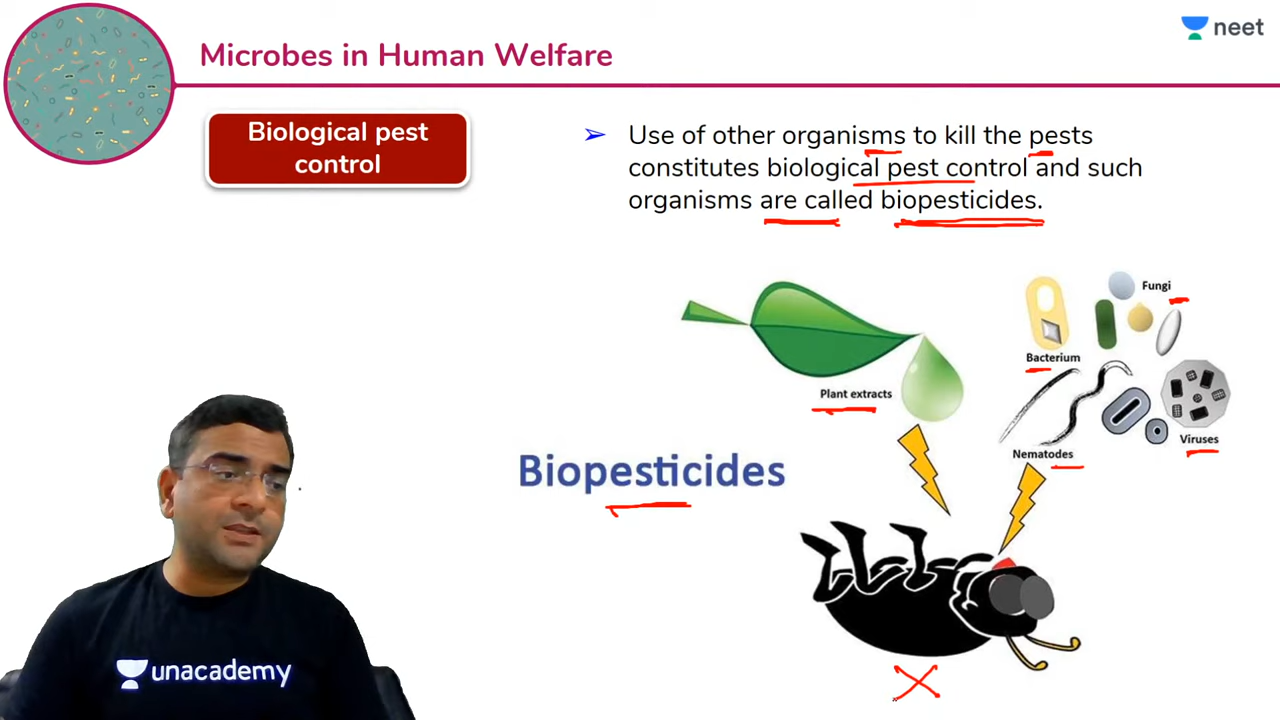 neet
Microbes in Human Welfare
Biological pest
control
➢ Use of other organisms to kill the pests
constitutes biological pest control and such
organisms are called biopesticides.
Fungi
Bacterium
Plant extracts
Viruses
Nematodes
Biopesticides
unacademy